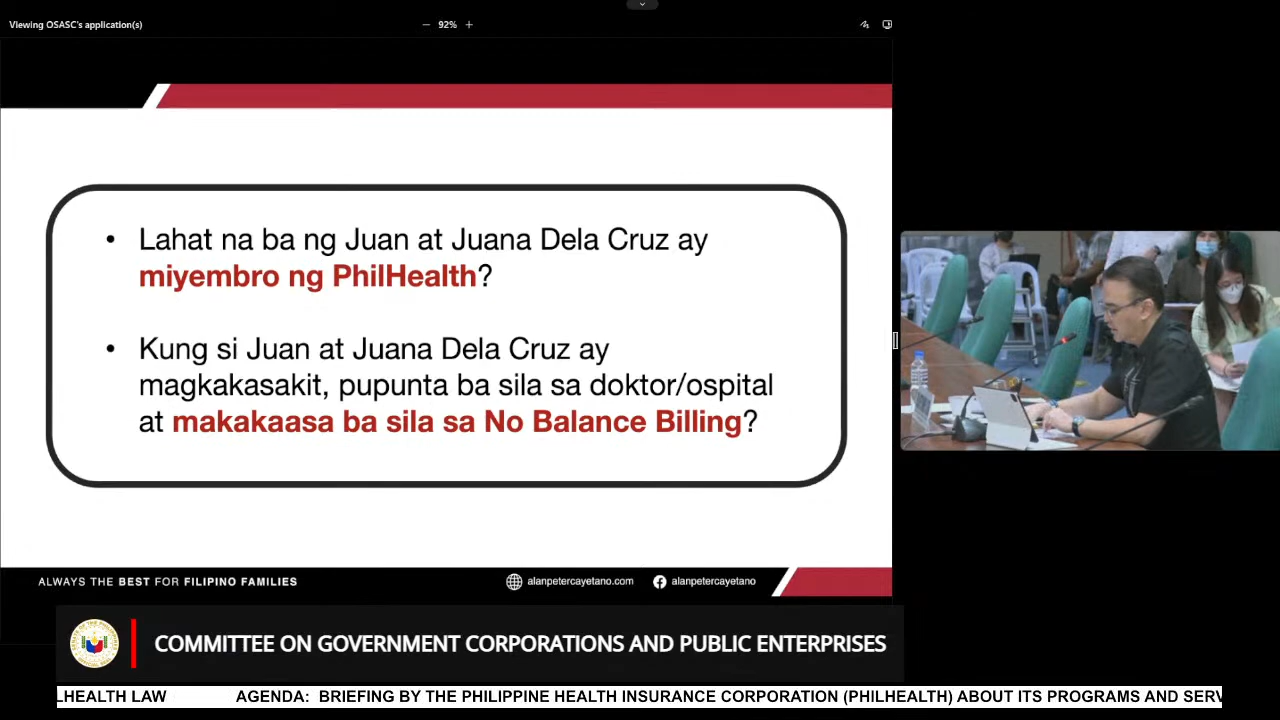 Viewing OSASC's application(s)
92%
• Lahat na ba ng Juan at Juana Dela Cruz ay
miyembro ng PhilHealth?
• Kung si Juan at Juana Dela Cruz ay
magkakasakit, pupunta ba sila sa doktor/ospital
at makakaasa ba sila sa No Balance Billing?
ALWAYS THE BEST FOR FILIPINO FAMILIES
alanpetercayetano.com
alanpetercayetano
COMMITTEE ON GOVERNMENT CORPORATIONS AND PUBLIC ENTERPRISES
LHEALTH LAW AGENDA: BRIEFING BY THE PHILIPPINE HEALTH INSURANCE CORPORATION (PHILHEALTH) ABOUT ITS PROGRAMS AND SERV